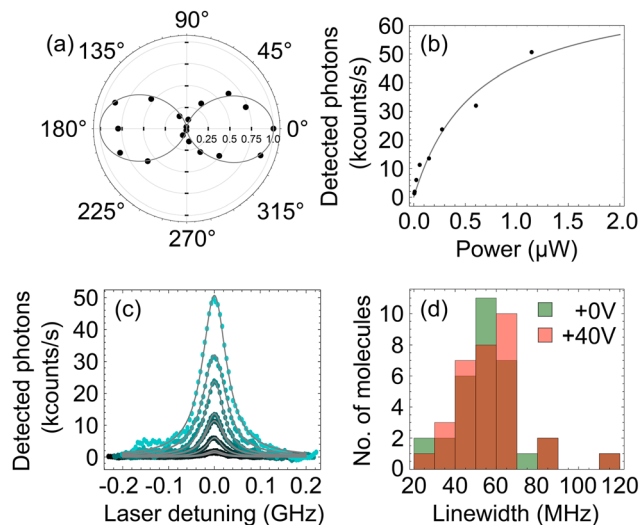 (a)
90°
135°
45°
180°
0°
0.25 0.5 0.75 1.0
225°
315°
270°
(b)
Detected photons
(kcounts/s)
60
50
40
30
20
10
0
0.0 0.5 1.0 1.5 2.0
Power (µW)
(c)
Detected photons
(kcounts/s)
50
40
30
20
10
0
-0.2 -0.1 0.0 0.1 0.2
Laser detuning (GHz)
(d)
+0V
+40V
No. of molecules
10
8
6
4
2
0
20 40 60 80 100 120
Linewidth (MHz)